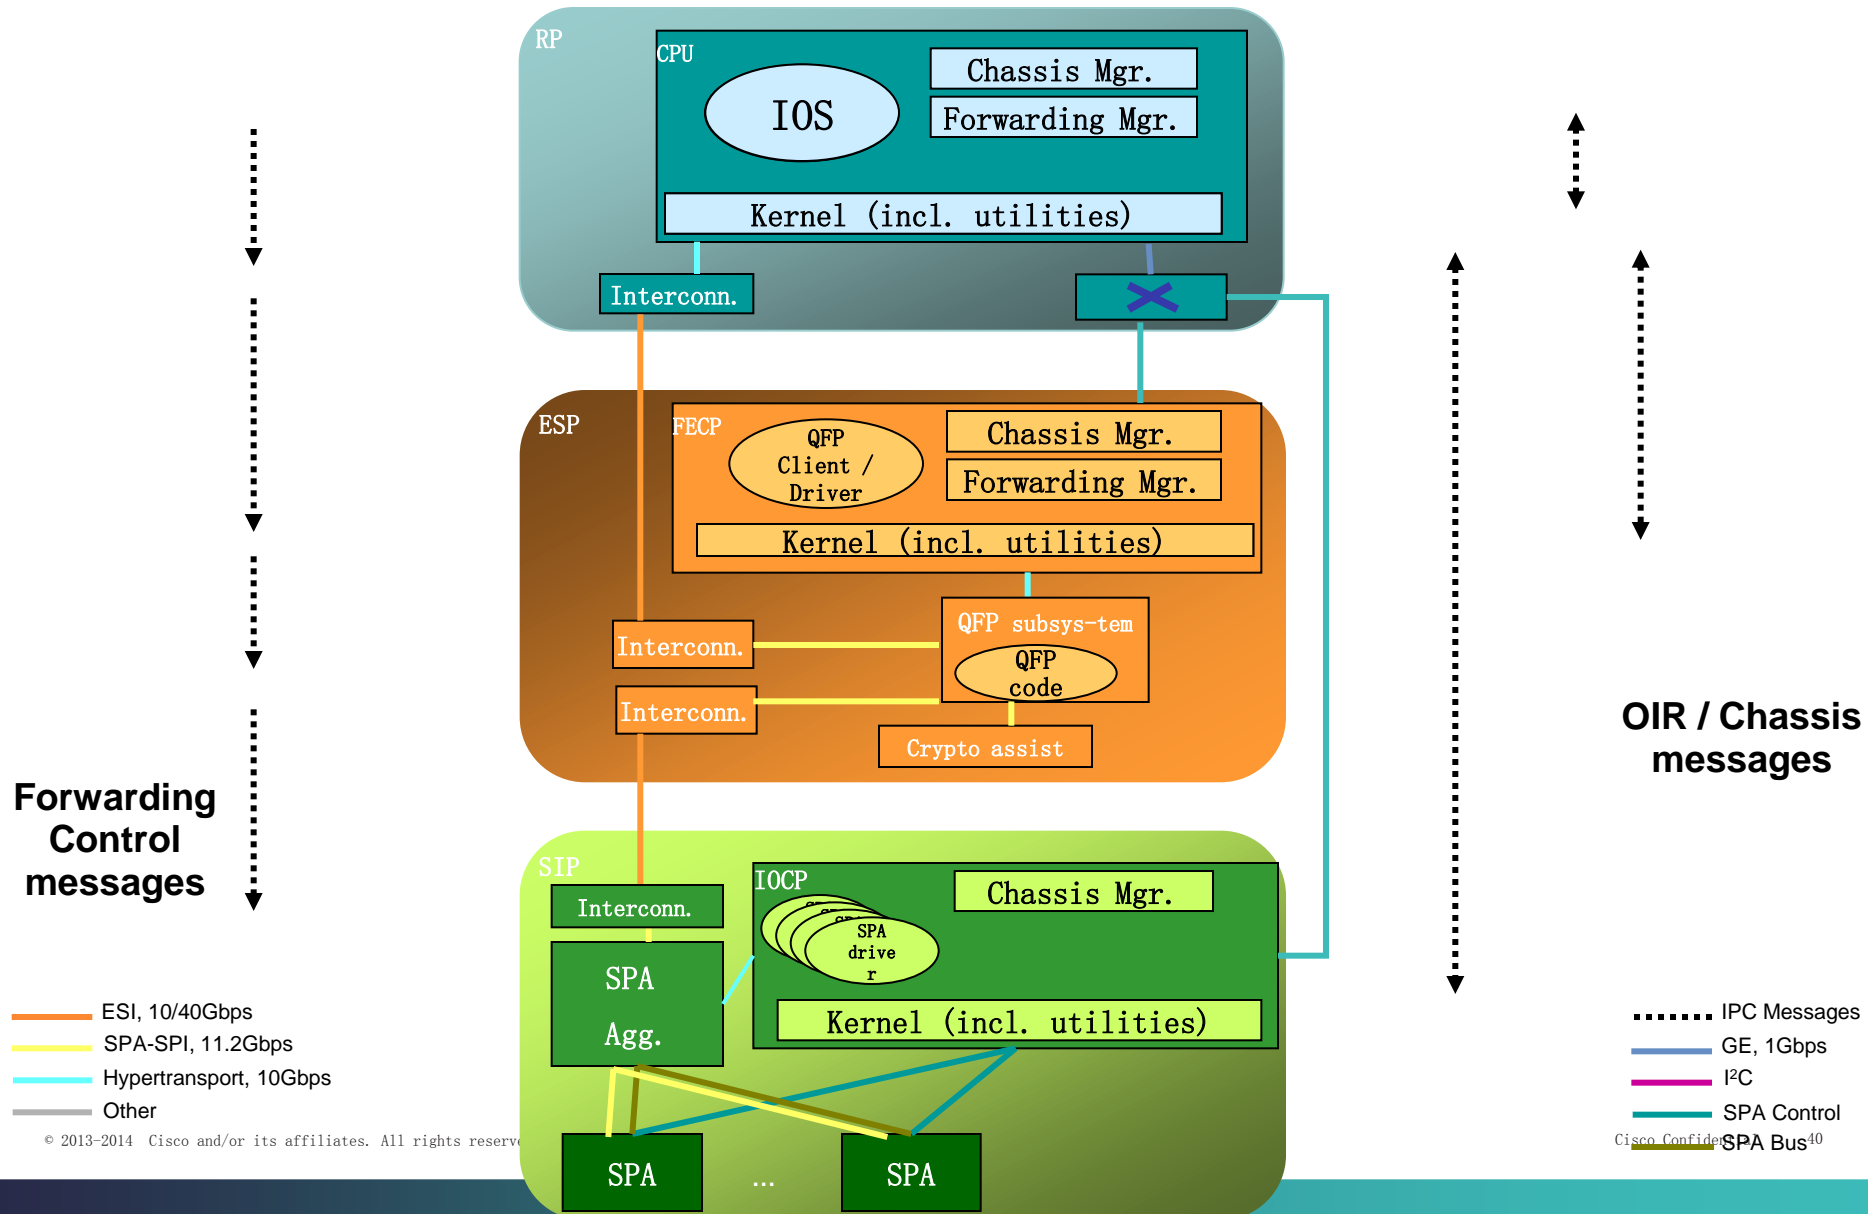 RP
CPU
IOS
Chassis Mgr.
Forwarding Mgr.
Kernel (incl. utilities)
Interconn.
ESP
FECP
QFP
Client /
Driver
Chassis Mgr.
Forwarding Mgr.
Kernel (incl. utilities)
Interconn.
QFP subsys-tem
QFP
code
Interconn.
Crypto assist
OIR / Chassis
messages
Forwarding
Control
messages
SIP
Interconn.
IOCP
Chassis Mgr.
SPA
drive
r
SPA
Agg.
Kernel (incl. utilities)
SPA
...
SPA
ESI, 10/40Gbps
SPA-SPI, 11.2Gbps
Hypertransport, 10Gbps
Other
IPC Messages
GE, 1Gbps
I²C
SPA Control
SPA Bus
© 2013-2014 Cisco and/or its affiliates. All rights reserve
Cisco Confidential
40